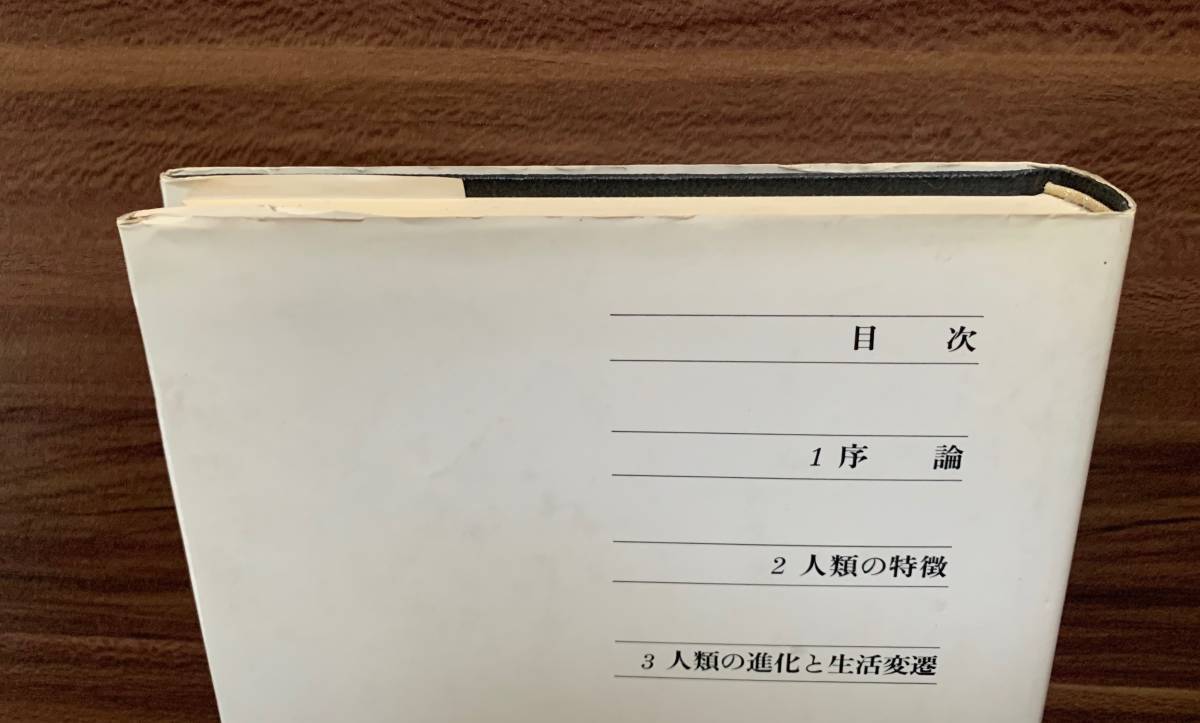 目 次
1 序 論
2 人類の特徴
3 人類の進化と生活変遷